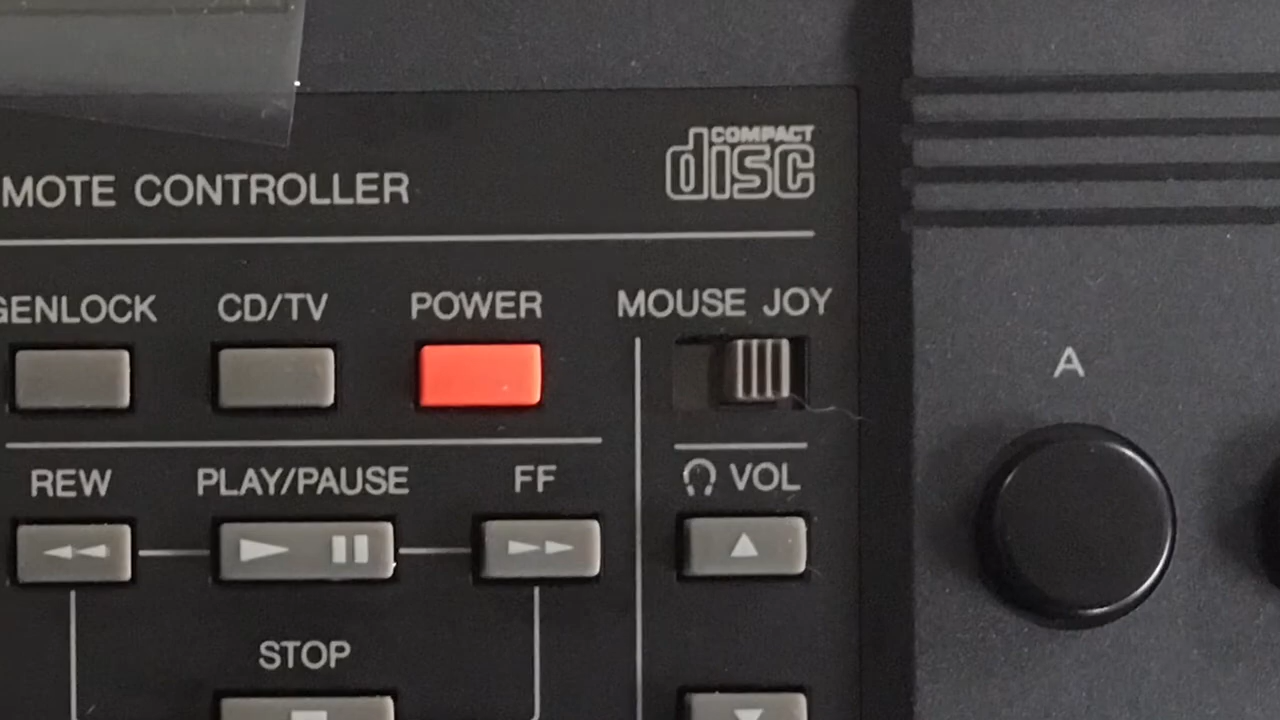 COMPACT
disc
MOTE CONTROLLER
GENLOCK CD/TV POWER MOUSE JOY
A
REW PLAY/PAUSE FF VOL
STOP